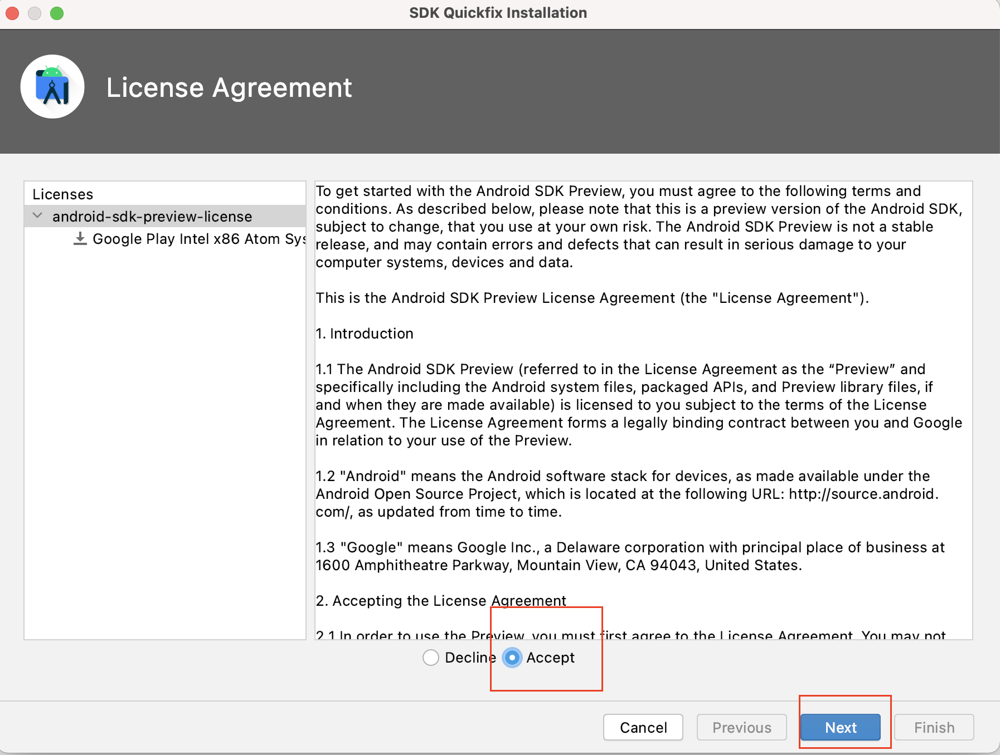 SDK Quickfix Installation
License Agreement
Licenses
android-sdk-preview-license
Google Play Intel x86 Atom Sys
To get started with the Android SDK Preview, you must agree to the following terms and
conditions. As described below, please note that this is a preview version of the Android SDK,
subject to change, that you use at your own risk. The Android SDK Preview is not a stable
release, and may contain errors and defects that can result in serious damage to your
computer systems, devices and data.
This is the Android SDK Preview License Agreement (the "License Agreement").
1. Introduction
1.1 The Android SDK Preview (referred to in the License Agreement as the “Preview” and
specifically including the Android system files, packaged APIs, and Preview library files, if
and when they are made available) is licensed to you subject to the terms of the License
Agreement. The License Agreement forms a legally binding contract between you and Google
in relation to your use of the Preview.
1.2 "Android" means the Android software stack for devices, as made available under the
Android Open Source Project, which is located at the following URL: http://source.android.
com/, as updated from time to time.
1.3 "Google" means Google Inc., a Delaware corporation with principal place of business at
1600 Amphitheatre Parkway, Mountain View, CA 94043, United States.
2. Accepting the License Agreement
2.1 In order to use the Preview, you must first agree to the License Agreement. You may not
Decline
Accept
Cancel
Previous
Next
Finish